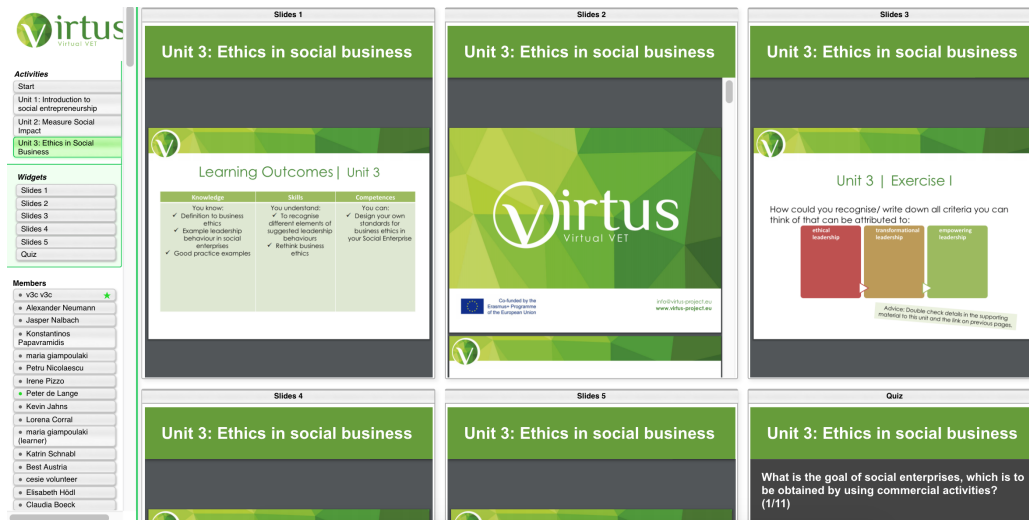 Virtus
Virtual VET
Activities
Start
Unit 1: Introduction to
social entrepreneurship
Unit 2: Measure Social
Impact
Unit 3: Ethics in Social
Business
Widgets
Slides 1
Slides 2
Slides 3
Slides 4
Slides 5
Quiz
Members
v3c v3c
Alexander Neumann
Jasper Nalbach
Konstantinos
Papavramidis
maria giampoulaki
Petru Nicolaescu
Irene Pizzo
Peter de Lange
Kevin Jahns
Lorena Corral
maria giampoulaki
(learner)
Katrin Schnabl
Best Austria
cesie volunteer
Elisabeth Hödl
Claudia Boeck
Slides 1
Unit 3: Ethics in social business
Learning Outcomes| Unit 3
Knowledge
You know:
✓ Definition to business
ethics
✓ Example leadership
behaviour in social
enterprises
✓ Good practice examples
Skills
You understand:
✓ To recognise
different elements of
suggested leadership
behaviours
✓ Rethink business
ethics
Competences
You can:
✓ Design your own
standards for
business ethics in
your Social Enterprise
Slides 2
Unit 3: Ethics in social business
Virtus
Virtual VET
Co-funded by the
Erasmus+ Programme
of the European Union
info@virtus-project.eu
www.virtus-project.eu
Slides 3
Unit 3: Ethics in social business
Unit 3 | Exercise I
How could you recognise/ write down all criteria you can
think of that can be attributed to:
ethical
leadership
transformational
leadership
empowering
leadership
Advice: Double check details in the supporting
material to this unit and the link on previous pages.
Slides 4
Unit 3: Ethics in social business
Slides 5
Unit 3: Ethics in social business
Quiz
Unit 3: Ethics in social business
What is the goal of social enterprises, which is to
be obtained by using commercial activities?
(1/11)